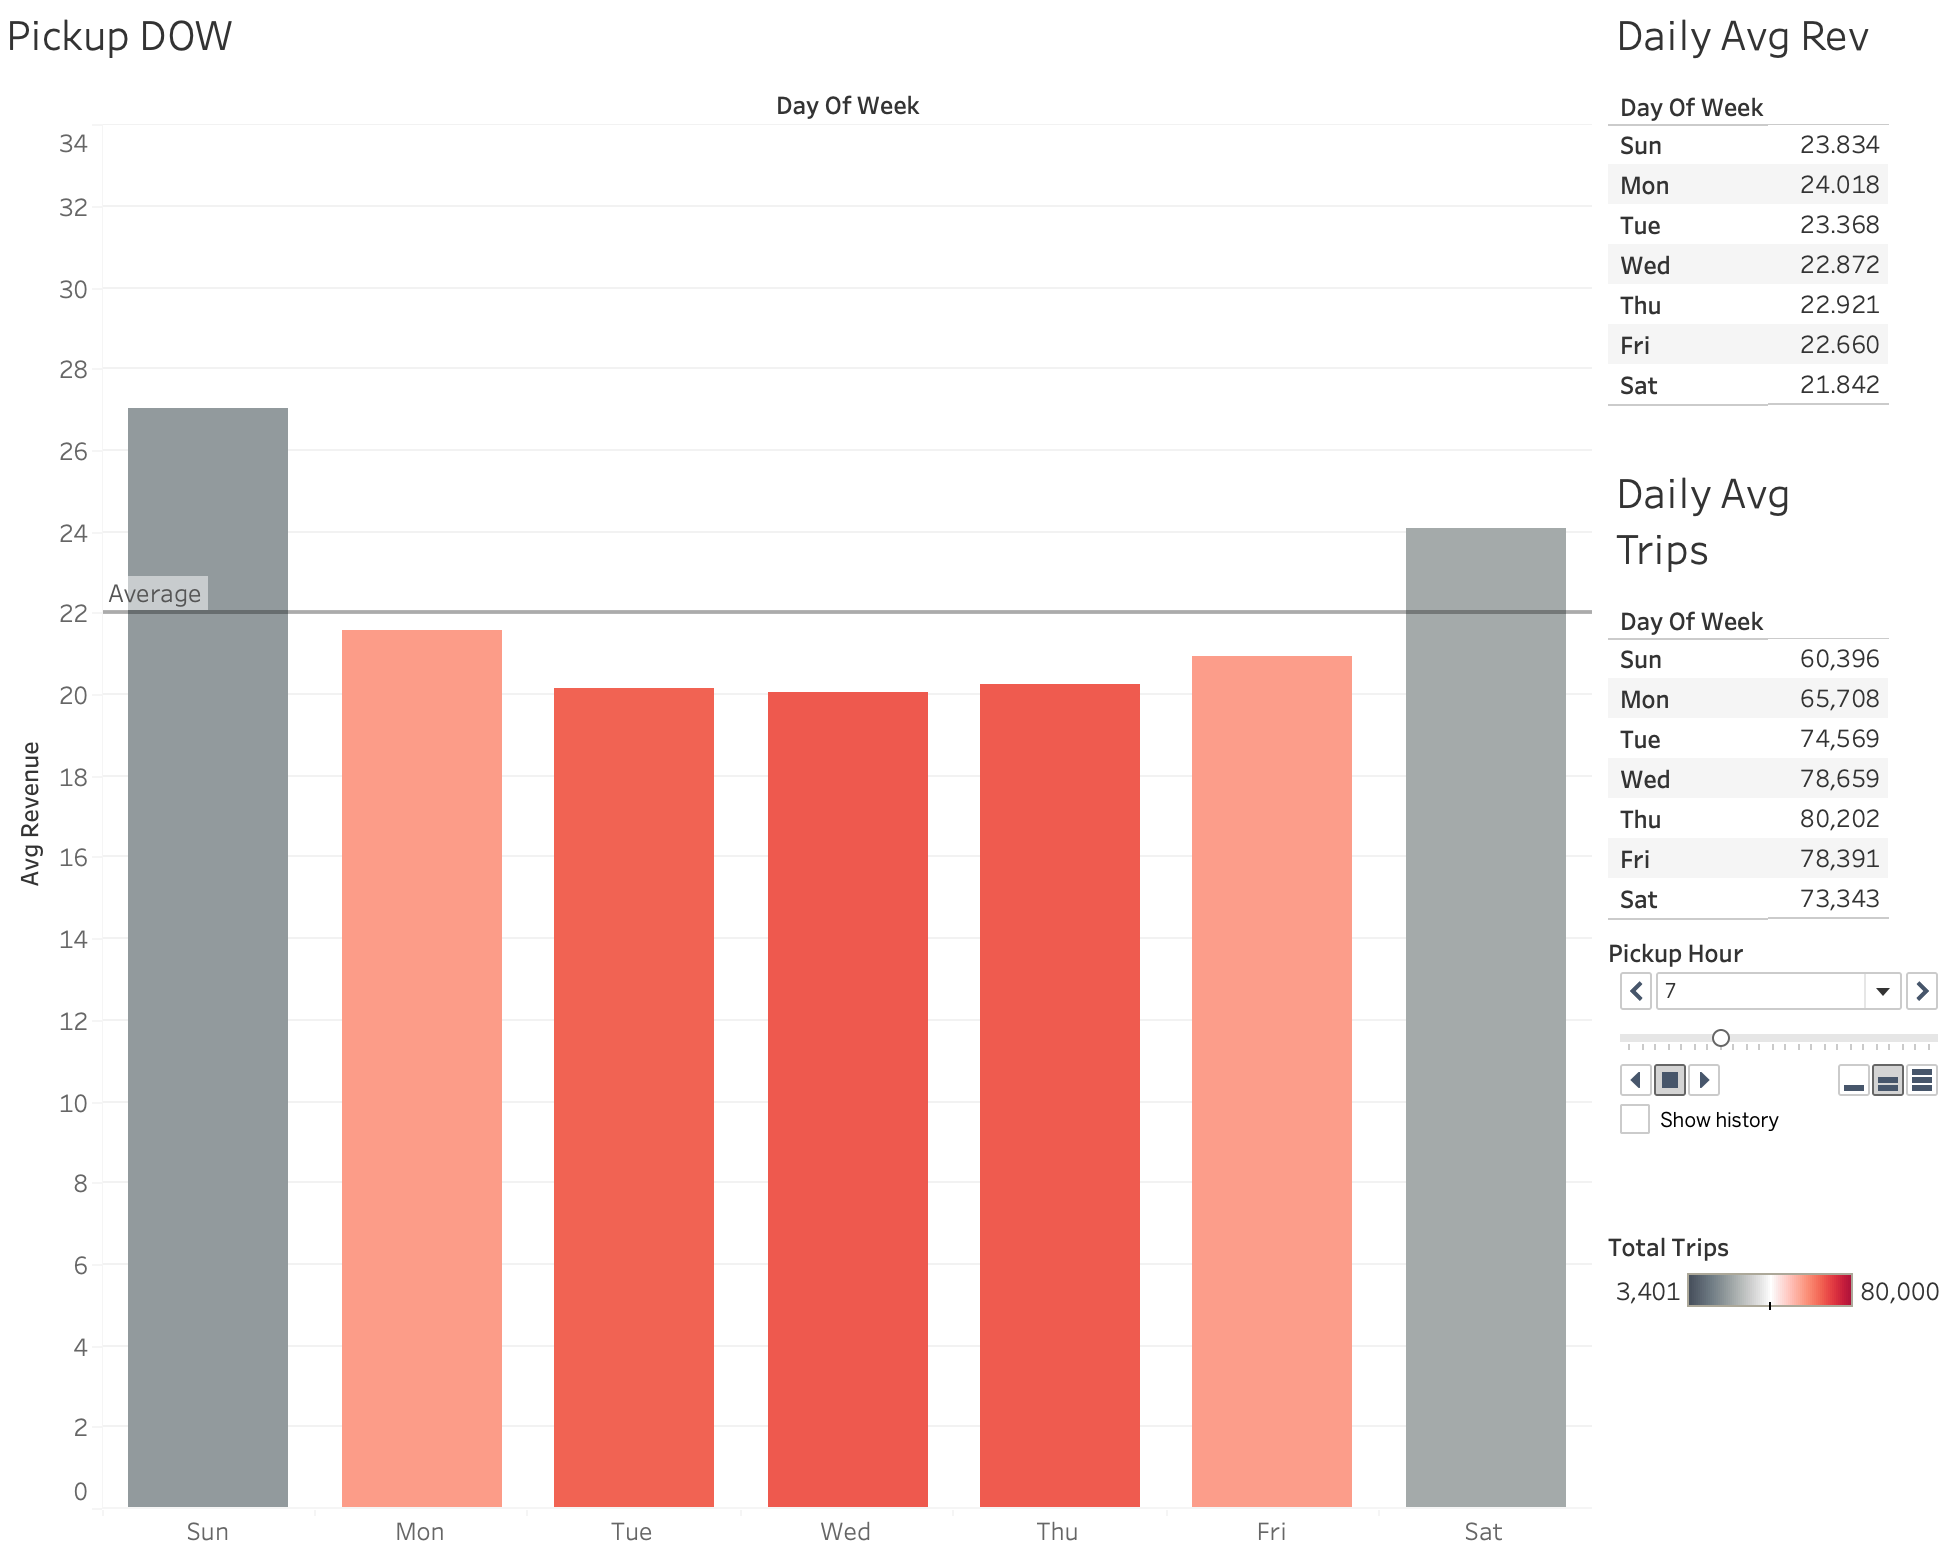 Pickup DOW
Day Of Week
34
32
30
28
26
24
22
20
18
16
14
12
10
8
6
4
2
0
Avg Revenue
Average
Sun Mon Tue Wed Thu Fri Sat
Daily Avg Rev
Day Of Week
Sun 23.834
Mon 24.018
Tue 23.368
Wed 22.872
Thu 22.921
Fri 22.660
Sat 21.842
Daily Avg
Trips
Day Of Week
Sun 60,396
Mon 65,708
Tue 74,569
Wed 78,659
Thu 80,202
Fri 78,391
Sat 73,343
Pickup Hour
7
Show history
Total Trips
3,401 80,000